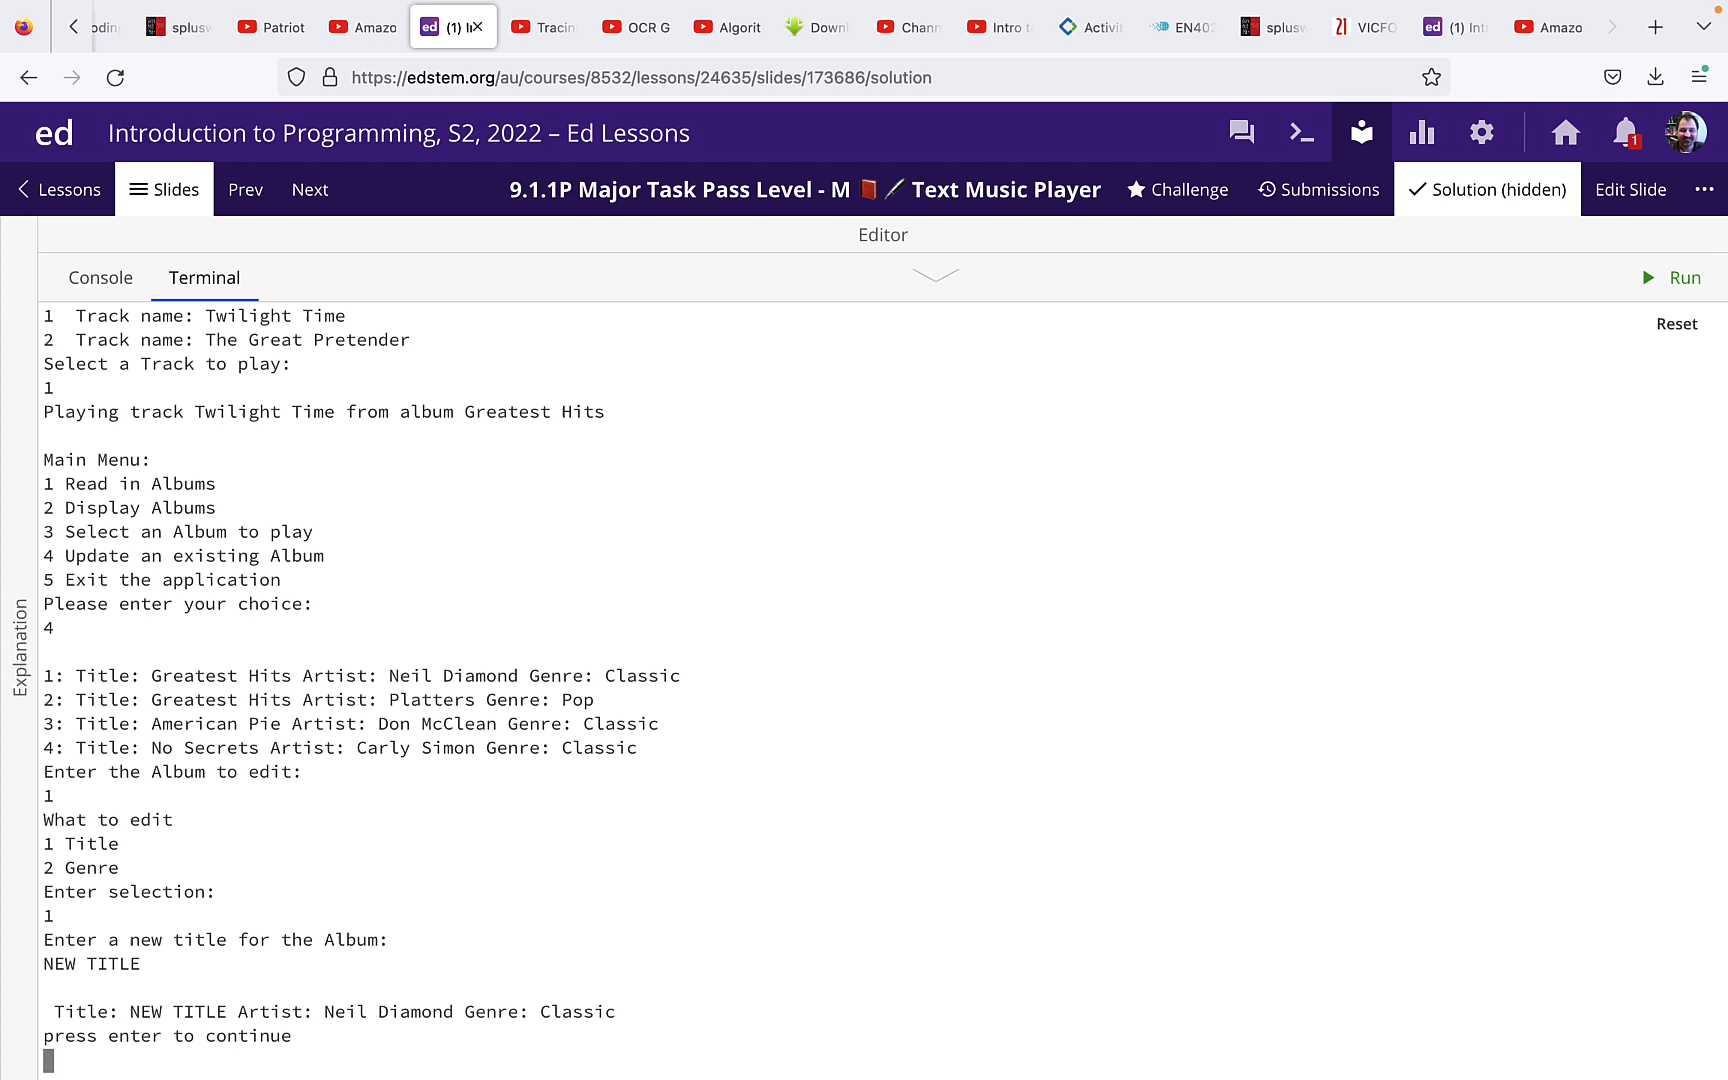 oding
splusw
Patriot
Amazo
(1) I
Tracin
OCR G
Algorit
Down
Chann
Intro t
Activit
EN402
splusw
21 VICFO
(1) Int
Amazo
https://edstem.org/au/courses/8532/lessons/24635/slides/173686/solution
ed Introduction to Programming, S2, 2022 – Ed Lessons
1
Lessons Slides Prev Next 9.1.1P Major Task Pass Level - M Text Music Player Challenge Submissions Solution (hidden) Edit Slide
Editor
Console Terminal Run
Reset
Explanation
1  Track name: Twilight Time
2  Track name: The Great Pretender
Select a Track to play:
1
Playing track Twilight Time from album Greatest Hits
Main Menu:
1 Read in Albums
2 Display Albums
3 Select an Album to play
4 Update an existing Album
5 Exit the application
Please enter your choice:
4
1: Title: Greatest Hits Artist: Neil Diamond Genre: Classic
2: Title: Greatest Hits Artist: Platters Genre: Pop
3: Title: American Pie Artist: Don McClean Genre: Classic
4: Title: No Secrets Artist: Carly Simon Genre: Classic
Enter the Album to edit:
1
What to edit
1 Title
2 Genre
Enter selection:
1
Enter a new title for the Album:
NEW TITLE
Title: NEW TITLE Artist: Neil Diamond Genre: Classic
press enter to continue